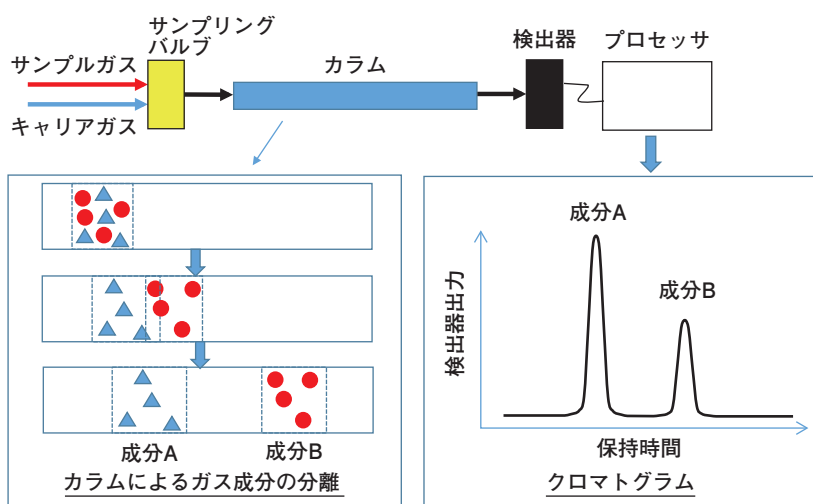 サンプリング
バルブ
サンプルガス
キャリアガス
カラム
検出器
プロセッサ
成分A
成分B
カラムによるガス成分の分離
検出器出力
成分A
成分B
保持時間
クロマトグラム